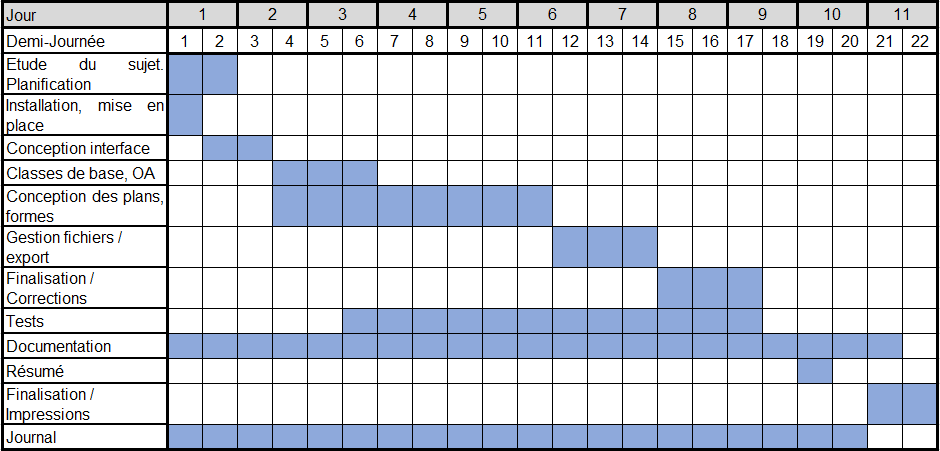 Jour 1 2 3 4 5 6 7 8 9 10 11
Demi-Journée 1 2 3 4 5 6 7 8 9 10 11 12 13 14 15 16 17 18 19 20 21 22
Etude du sujet.
Planification
Installation, mise en
place
Conception interface
Classes de base, OA
Conception des plans,
formes
Gestion fichiers /
export
Finalisation /
Corrections
Tests
Documentation
Résumé
Finalisation /
Impressions
Journal